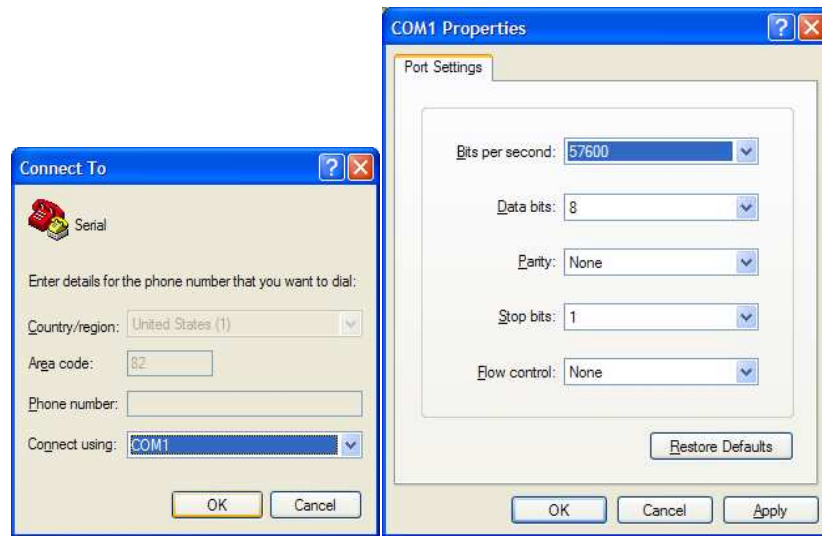 Connect To
Serial
Enter details for the phone number that you want to dial:
Country/region: United States (1)
Area code: 82
Phone number:
Connect using: COM1
OK Cancel
COM1 Properties
Port Settings
Bits per second: 57600
Data bits: 8
Parity: None
Stop bits: 1
Flow control: None
Restore Defaults
OK Cancel Apply